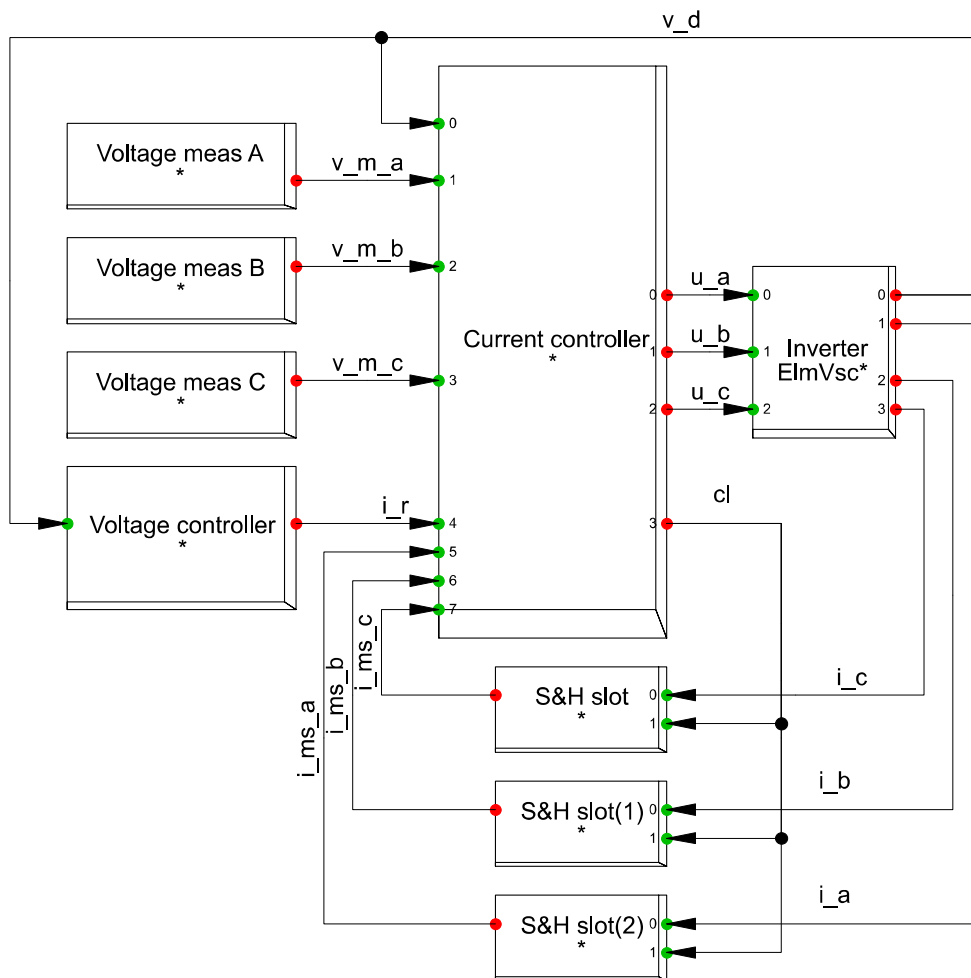 v_d
0
Voltage meas A
*
v_m_a
1
Voltage meas B
*
v_m_b
2
Voltage meas C
*
v_m_c
3
Current controller
*
0
u_a
0
1
u_b
1
2
u_c
2
Inverter
ElmVsc*
0
1
2
3
Voltage controller
*
i_r
4
5
6
7
3
cl
i_ms_a
i_ms_b
i_ms_c
S&H slot
*
0
1
i_c
S&H slot(1)
*
0
1
i_b
S&H slot(2)
*
0
1
i_a